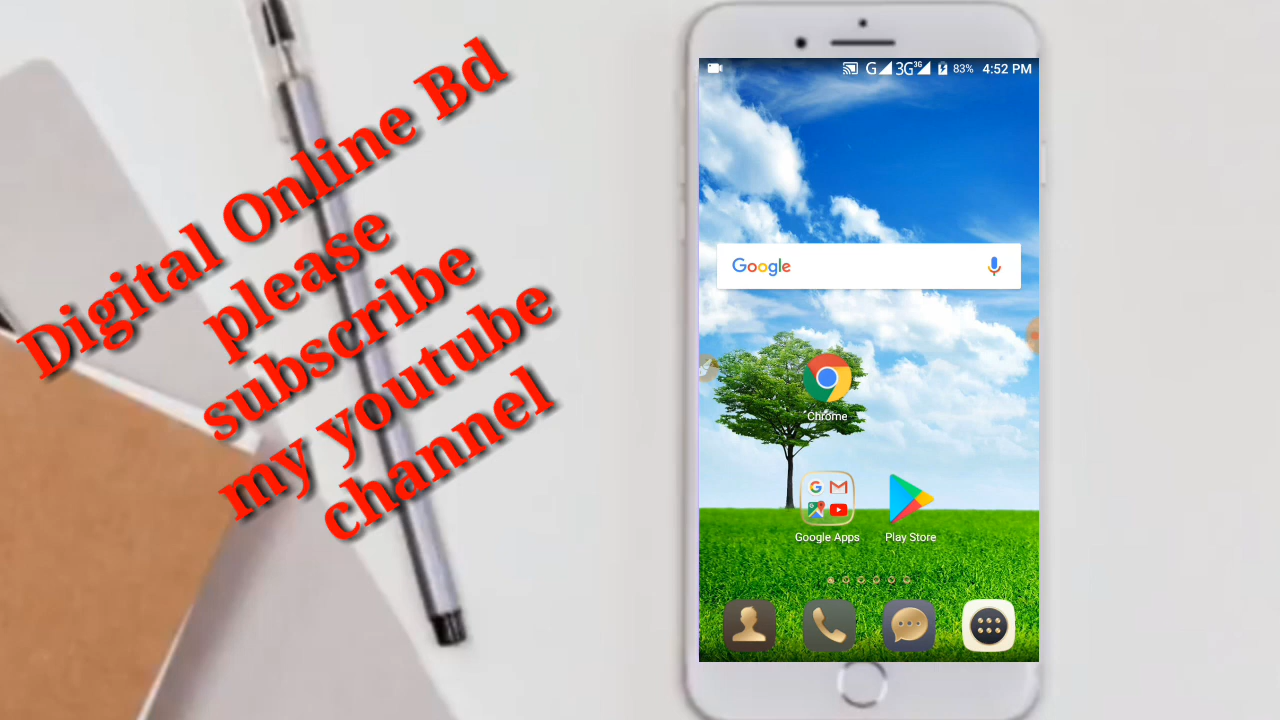 Digital Online Bd
please
subscribe
my youtube
channel
G 3G 3G 83% 4:52 PM
Google
Chrome
Google Apps
Play Store